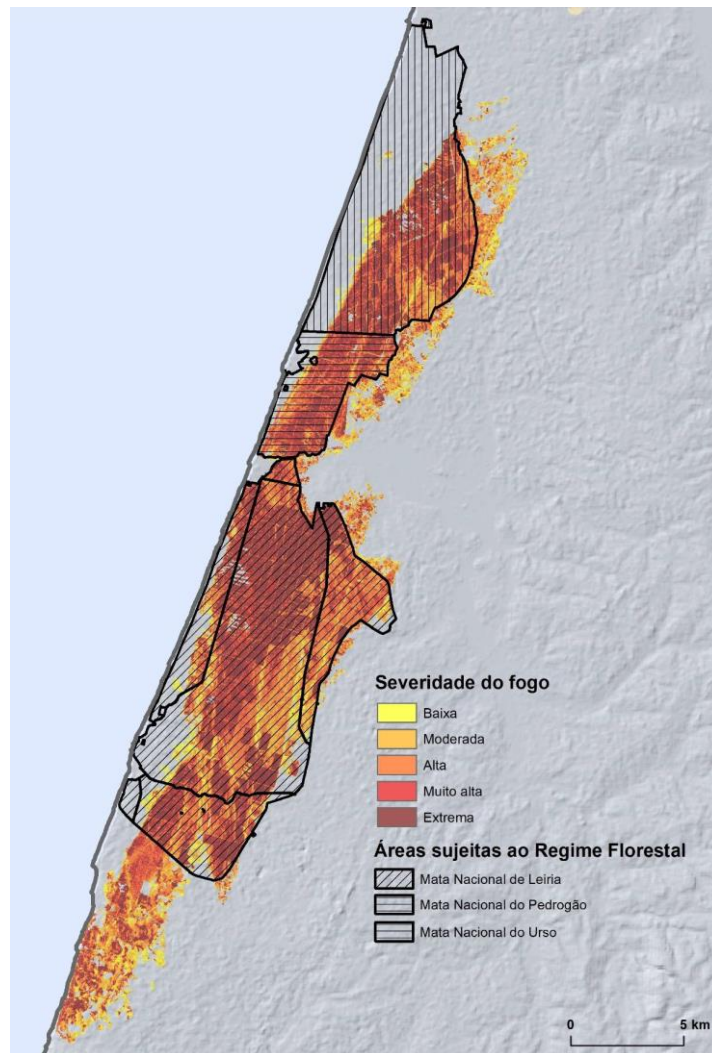 Severidade do fogo
Baixa
Moderada
Alta
Muito alta
Extrema
Áreas sujeitas ao Regime Florestal
Mata Nacional de Leiria
Mata Nacional do Pedrogão
Mata Nacional do Urso
0 5 km